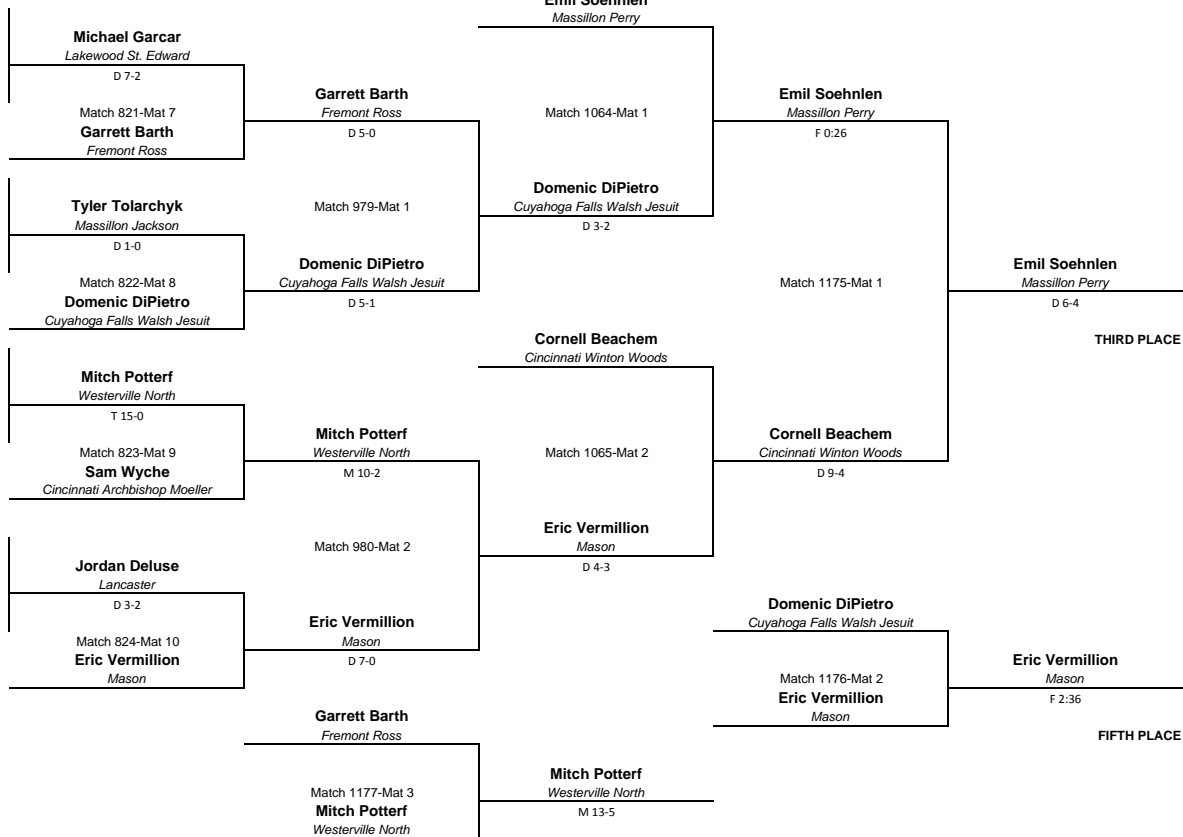 Emil Soehnlen
Massillon Perry
Michael Garcar
Lakewood St. Edward
D 7-2
Match 821-Mat 7
Garrett Barth
Fremont Ross
Garrett Barth
Fremont Ross
D 5-0
Match 1064-Mat 1
Emil Soehnlen
Massillon Perry
F 0:26
Tyler Tolarchyk
Massillon Jackson
D 1-0
Match 822-Mat 8
Domenic DiPietro
Cuyahoga Falls Walsh Jesuit
Match 979-Mat 1
Domenic DiPietro
Cuyahoga Falls Walsh Jesuit
D 5-1
Domenic DiPietro
Cuyahoga Falls Walsh Jesuit
D 3-2
Match 1175-Mat 1
Emil Soehnlen
Massillon Perry
D 6-4
THIRD PLACE
Cornell Beachem
Cincinnati Winton Woods
Mitch Potterf
Westerville North
T 15-0
Match 823-Mat 9
Sam Wyche
Cincinnati Archbishop Moeller
Mitch Potterf
Westerville North
M 10-2
Match 1065-Mat 2
Cornell Beachem
Cincinnati Winton Woods
D 9-4
Match 980-Mat 2
Eric Vermillion
Mason
D 4-3
Jordan Deluse
Lancaster
D 3-2
Match 824-Mat 10
Eric Vermillion
Mason
Eric Vermillion
Mason
D 7-0
Domenic DiPietro
Cuyahoga Falls Walsh Jesuit
Match 1176-Mat 2
Eric Vermillion
Mason
Eric Vermillion
Mason
F 2:36
FIFTH PLACE
Garrett Barth
Fremont Ross
Match 1177-Mat 3
Mitch Potterf
Westerville North
Mitch Potterf
Westerville North
M 13-5